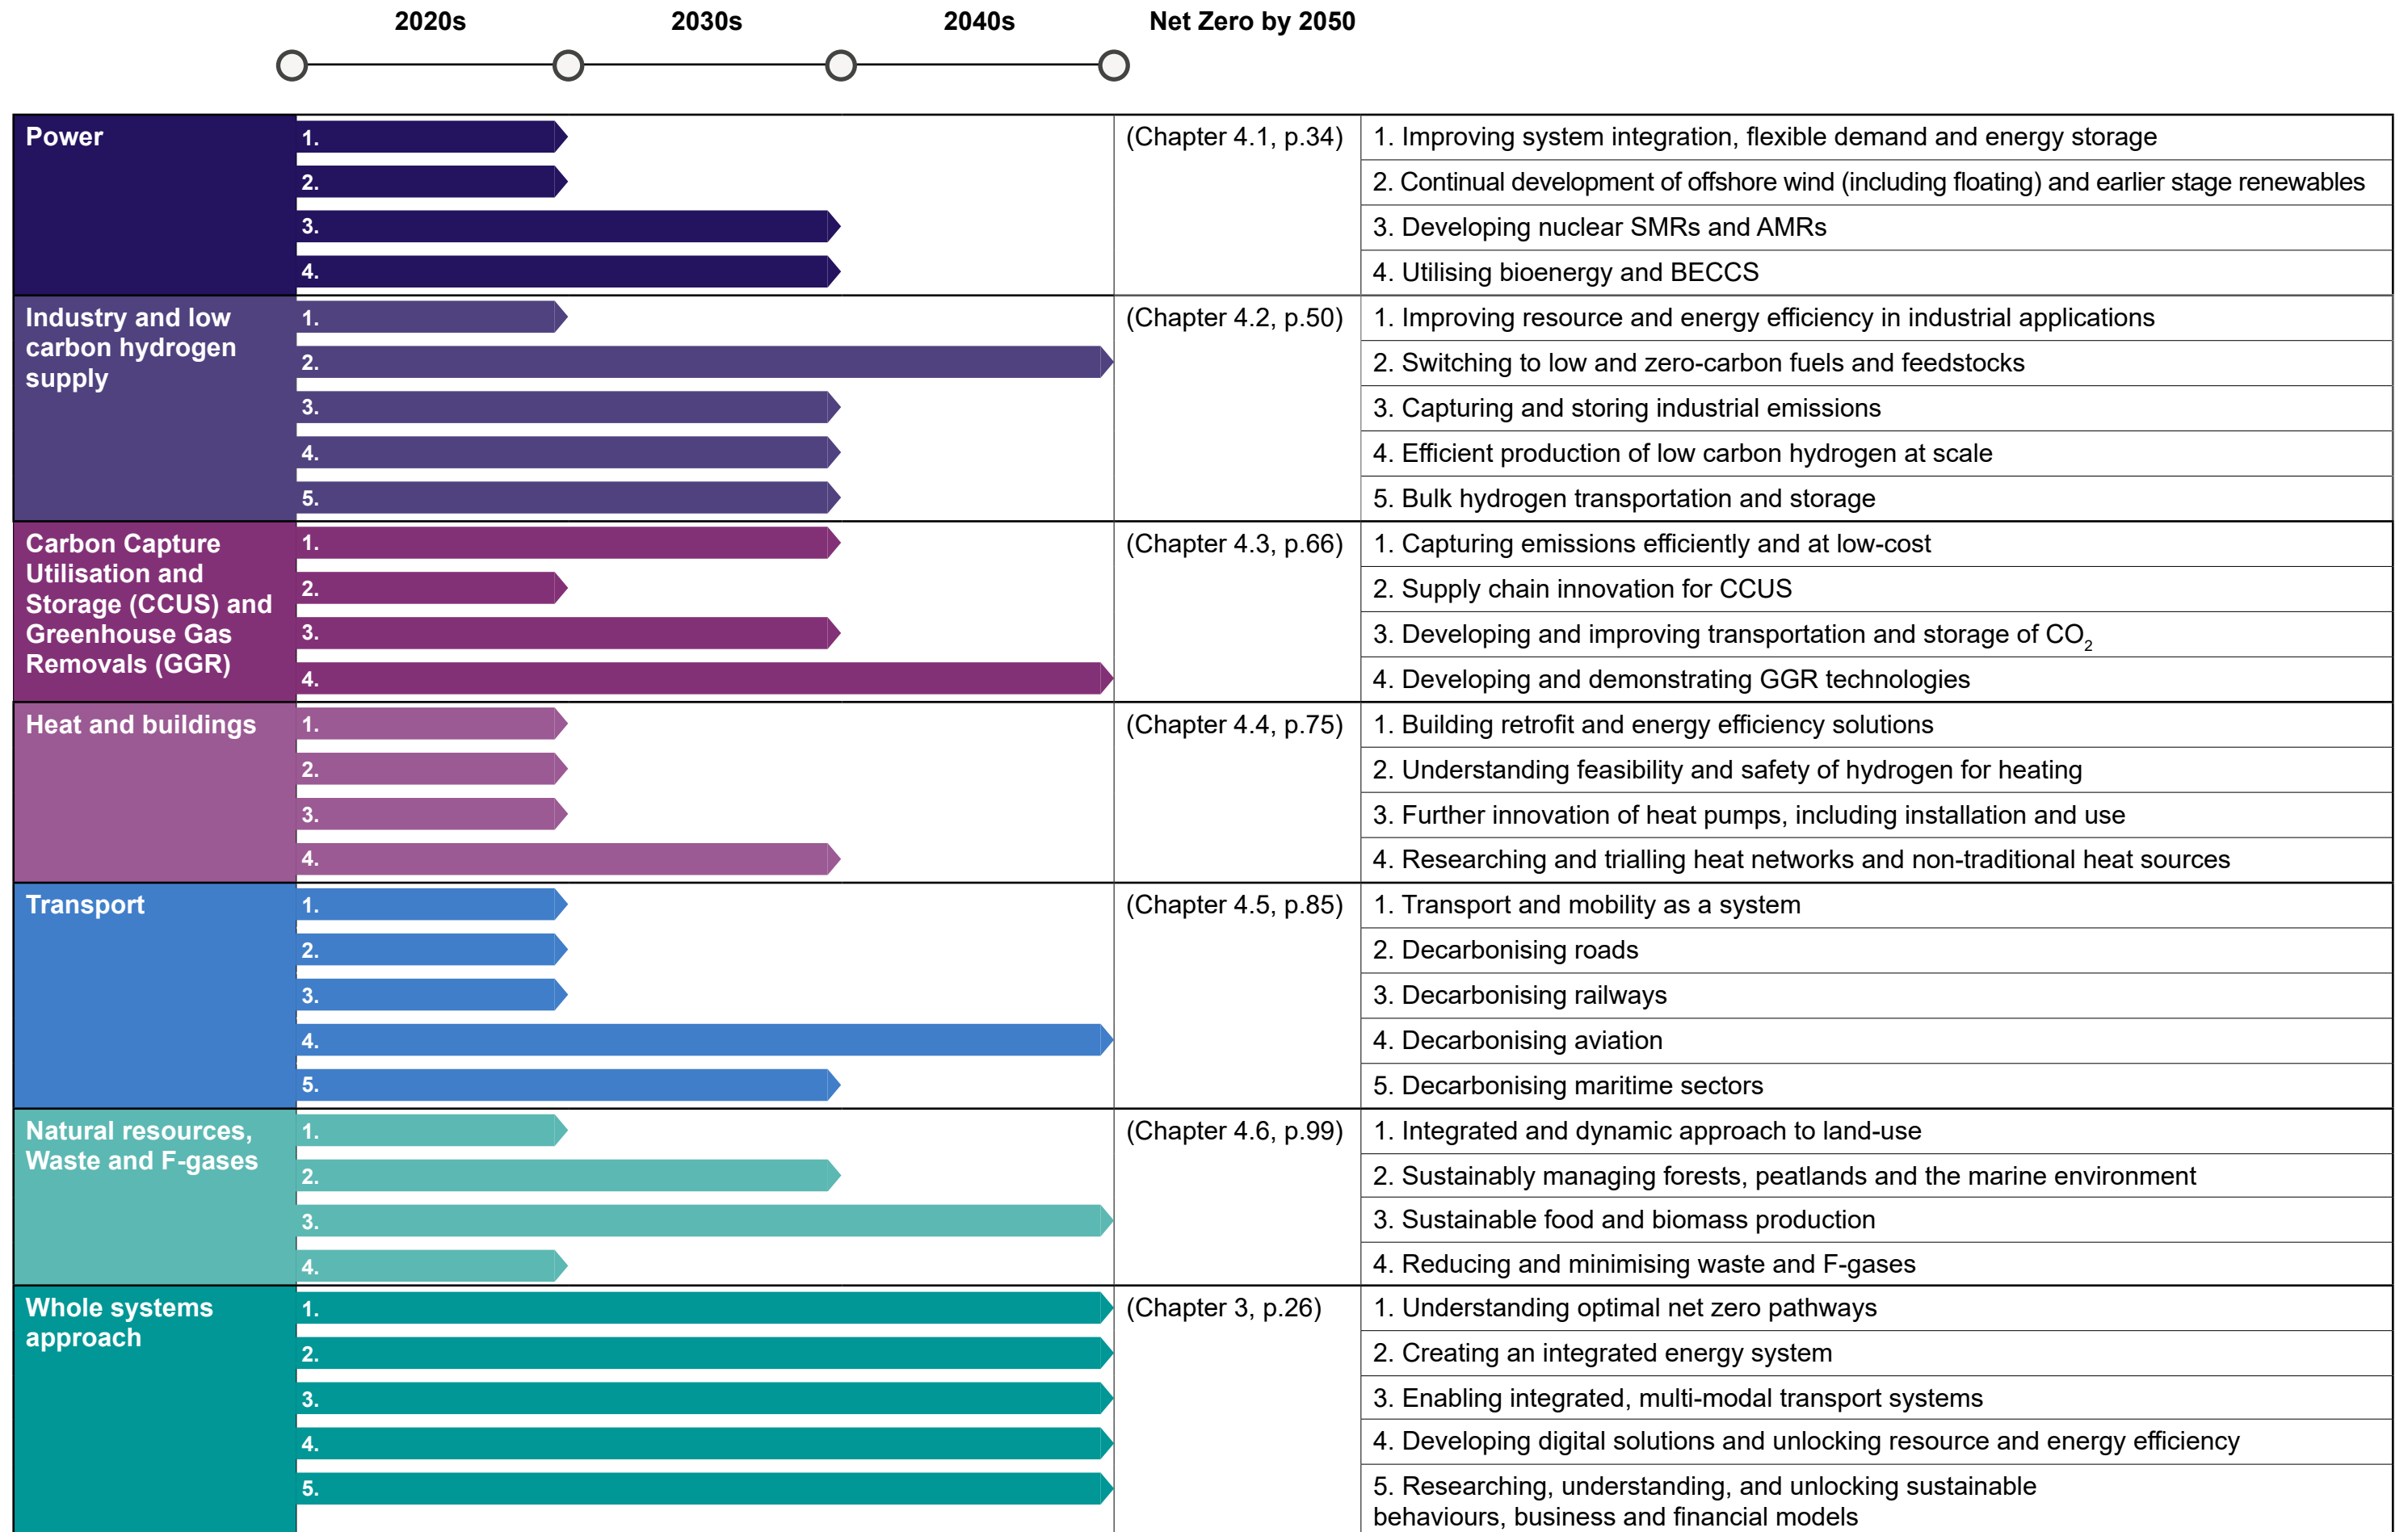 2020s 2030s 2040s Net Zero by 2050
Power
1.
2.
3.
4.
(Chapter 4.1, p.34)
1. Improving system integration, flexible demand and energy storage
2. Continual development of offshore wind (including floating) and earlier stage renewables
3. Developing nuclear SMRs and AMRs
4. Utilising bioenergy and BECCS
Industry and low
carbon hydrogen
supply
1.
2.
3.
4.
5.
(Chapter 4.2, p.50)
1. Improving resource and energy efficiency in industrial applications
2. Switching to low and zero-carbon fuels and feedstocks
3. Capturing and storing industrial emissions
4. Efficient production of low carbon hydrogen at scale
5. Bulk hydrogen transportation and storage
Carbon Capture
Utilisation and
Storage (CCUS) and
Greenhouse Gas
Removals (GGR)
1.
2.
3.
4.
(Chapter 4.3, p.66)
1. Capturing emissions efficiently and at low-cost
2. Supply chain innovation for CCUS
3. Developing and improving transportation and storage of CO₂
4. Developing and demonstrating GGR technologies
Heat and buildings
1.
2.
3.
4.
(Chapter 4.4, p.75)
1. Building retrofit and energy efficiency solutions
2. Understanding feasibility and safety of hydrogen for heating
3. Further innovation of heat pumps, including installation and use
4. Researching and trialling heat networks and non-traditional heat sources
Transport
1.
2.
3.
4.
5.
(Chapter 4.5, p.85)
1. Transport and mobility as a system
2. Decarbonising roads
3. Decarbonising railways
4. Decarbonising aviation
5. Decarbonising maritime sectors
Natural resources,
Waste and F-gases
1.
2.
3.
4.
(Chapter 4.6, p.99)
1. Integrated and dynamic approach to land-use
2. Sustainably managing forests, peatlands and the marine environment
3. Sustainable food and biomass production
4. Reducing and minimising waste and F-gases
Whole systems
approach
1.
2.
3.
4.
5.
(Chapter 3, p.26)
1. Understanding optimal net zero pathways
2. Creating an integrated energy system
3. Enabling integrated, multi-modal transport systems
4. Developing digital solutions and unlocking resource and energy efficiency
5. Researching, understanding, and unlocking sustainable
behaviours, business and financial models